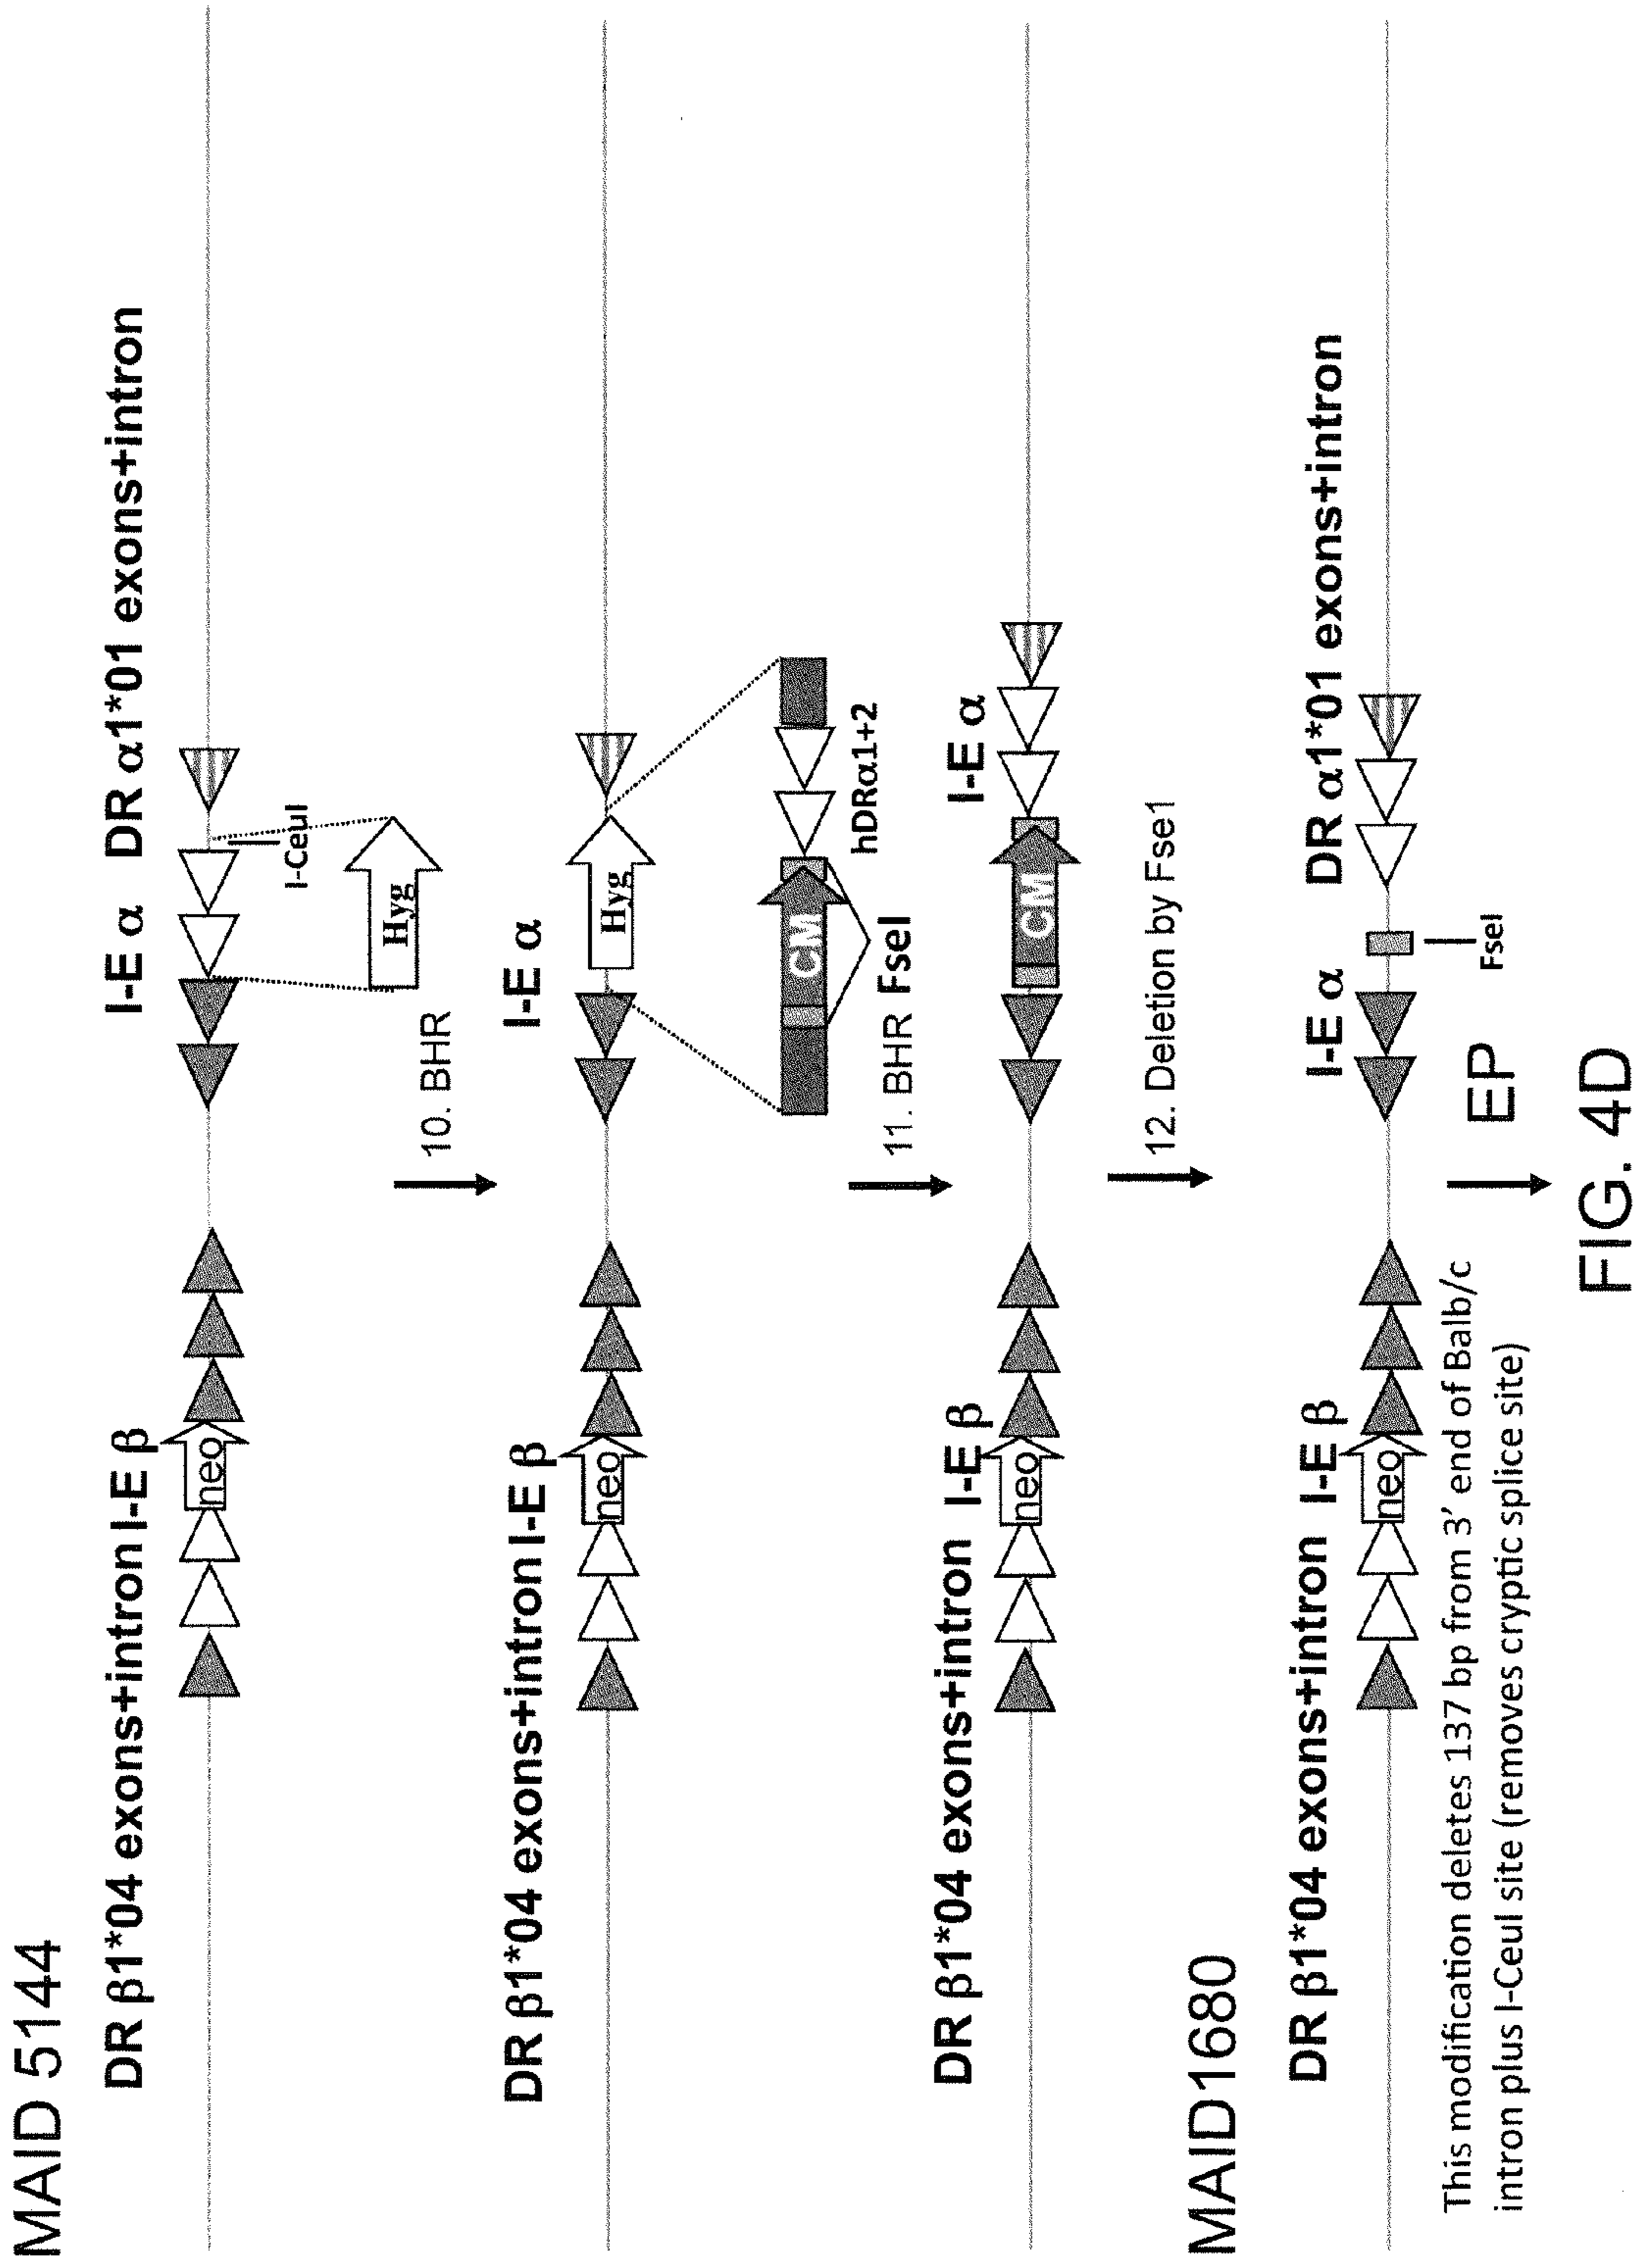 MAID 5144
DR β1*04 exons+intron I-E β
I-E α DR α1*01 exons+intron
neo
I-CeuI
Hyg
10. BHR
DR β1*04 exons+intron I-E β
I-E α
neo
Hyg
CM
hDRα1+2
11. BHR FseI
DR β1*04 exons+intron I-E β
I-E α
neo
CM
12. Deletion by Fse1
MAID1680
DR β1*04 exons+intron I-E β
I-E α DR α1*01 exons+intron
neo
FseI
This modification deletes 137 bp from 3’ end of Balb/c
intron plus I-CeuI site (removes cryptic splice site)
EP
FIG. 4D